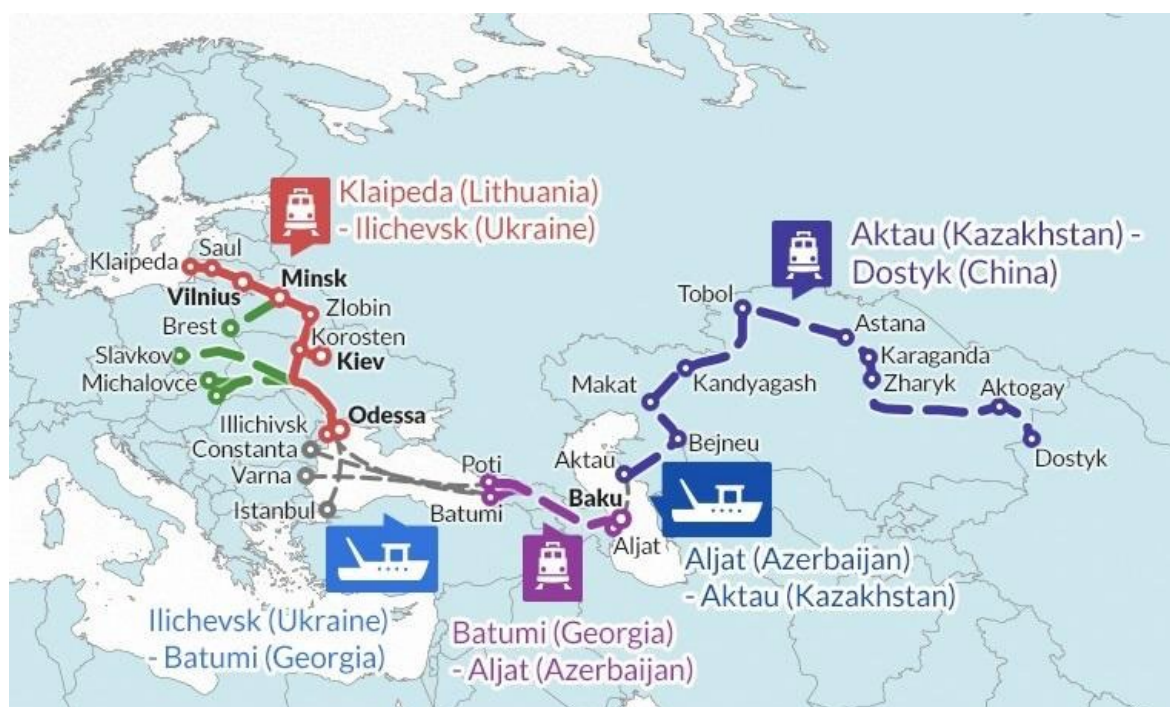 Klaipeda (Lithuania)
- Ilichevsk (Ukraine)
Aktau (Kazakhstan) -
Dostyk (China)
Klaipeda
Saul
Vilnius
Minsk
Brest
Zlobin
Slavkov
Korosten
Kiev
Michalovce
Illichivsk
Odessa
Constanta
Varna
Istanbul
Poti
Batumi
Baku
Aljat
Aktau
Makat
Bejneu
Kandyagash
Tobol
Astana
Karaganda
Zharyk
Aktogay
Dostyk
Ilichevsk (Ukraine)
- Batumi (Georgia)
Batumi (Georgia)
- Aljat (Azerbaijan)
Aljat (Azerbaijan)
- Aktau (Kazakhstan)